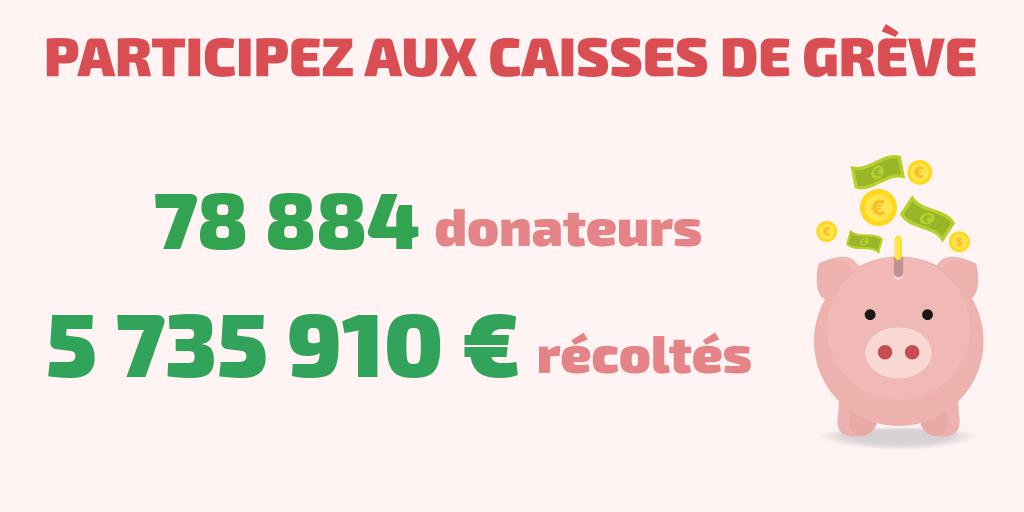 PARTICIPEZ AUX CAISSES DE GRÈVE
78 884 donateurs
5 735 910 € récoltés